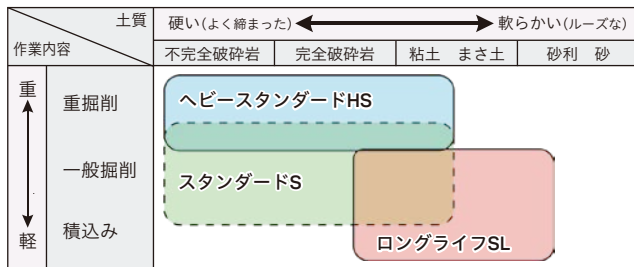 土質
作業内容
硬い(よく締まった) 軟らかい(ルーズな)
不完全破砕岩 完全破砕岩 粘土 まさ土 砂利 砂
重
重掘削
ヘビースタンダードHS
一般掘削
スタンダードS
軽
積込み
ロングライフSL